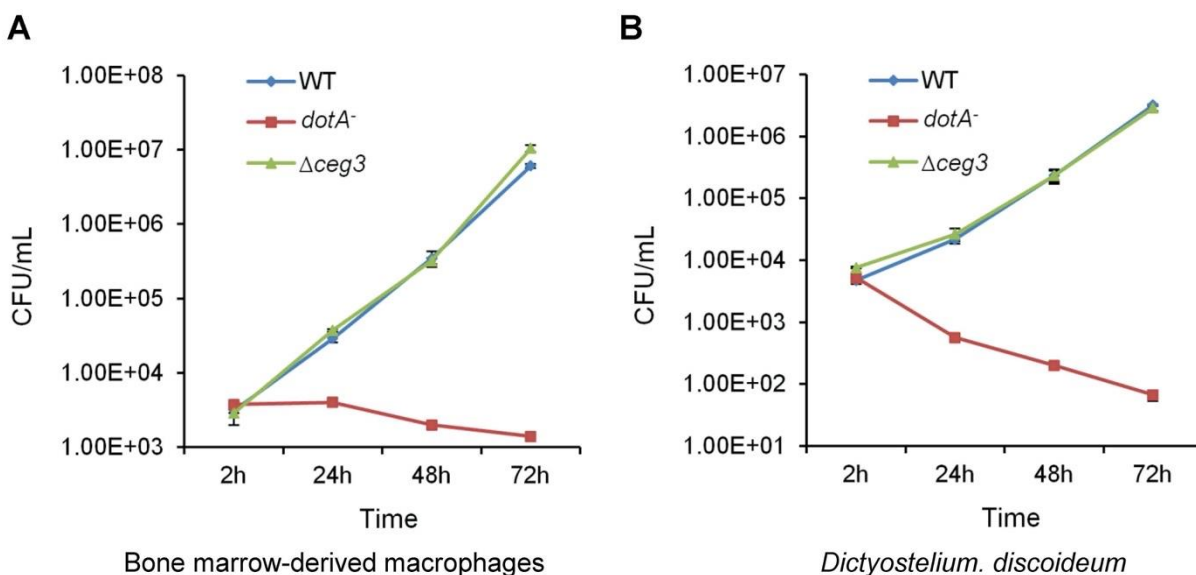 A
1.00E+08
1.00E+07
1.00E+06
1.00E+05
1.00E+04
1.00E+03
CFU/mL
WT
dotA-
Δceg3
2h 24h 48h 72h
Time
Bone marrow-derived macrophages
B
1.00E+07
1.00E+06
1.00E+05
1.00E+04
1.00E+03
1.00E+02
1.00E+01
CFU/mL
WT
dotA-
Δceg3
2h 24h 48h 72h
Time
Dictyostelium. discoideum